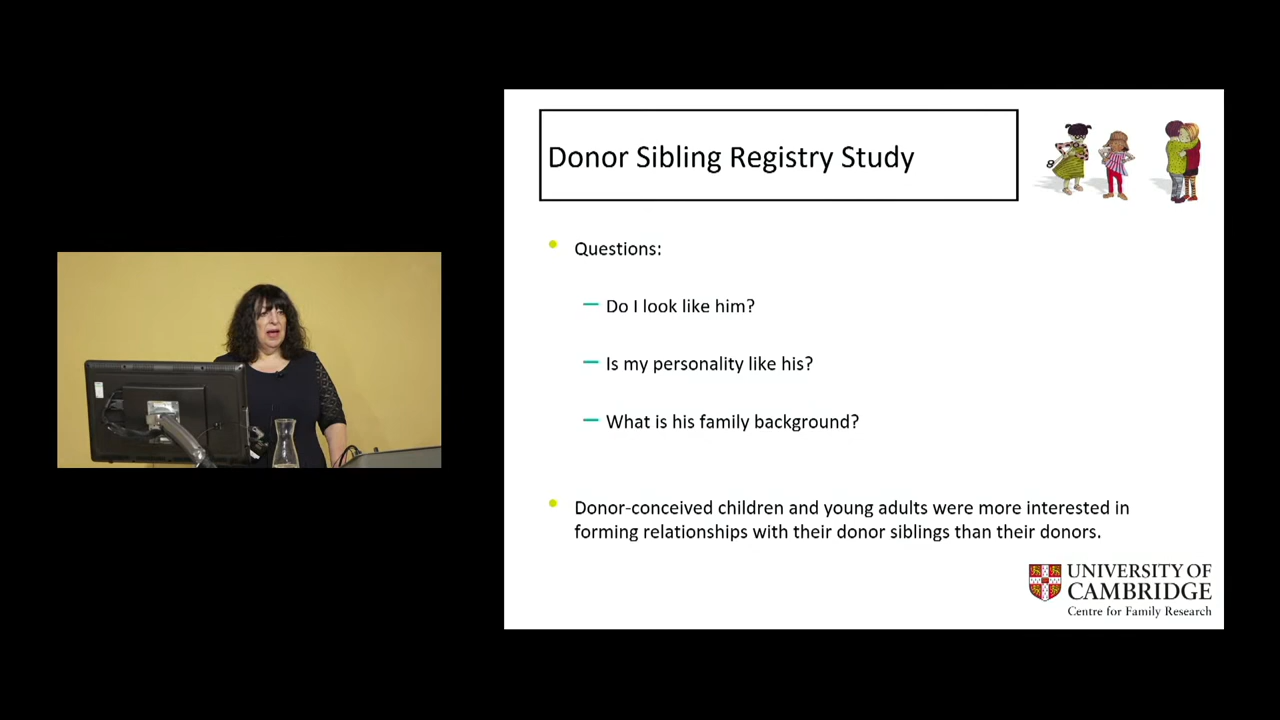 Donor Sibling Registry Study
Questions:
Do I look like him?
Is my personality like his?
What is his family background?
Donor-conceived children and young adults were more interested in
forming relationships with their donor siblings than their donors.
UNIVERSITY OF
CAMBRIDGE
Centre for Family Research